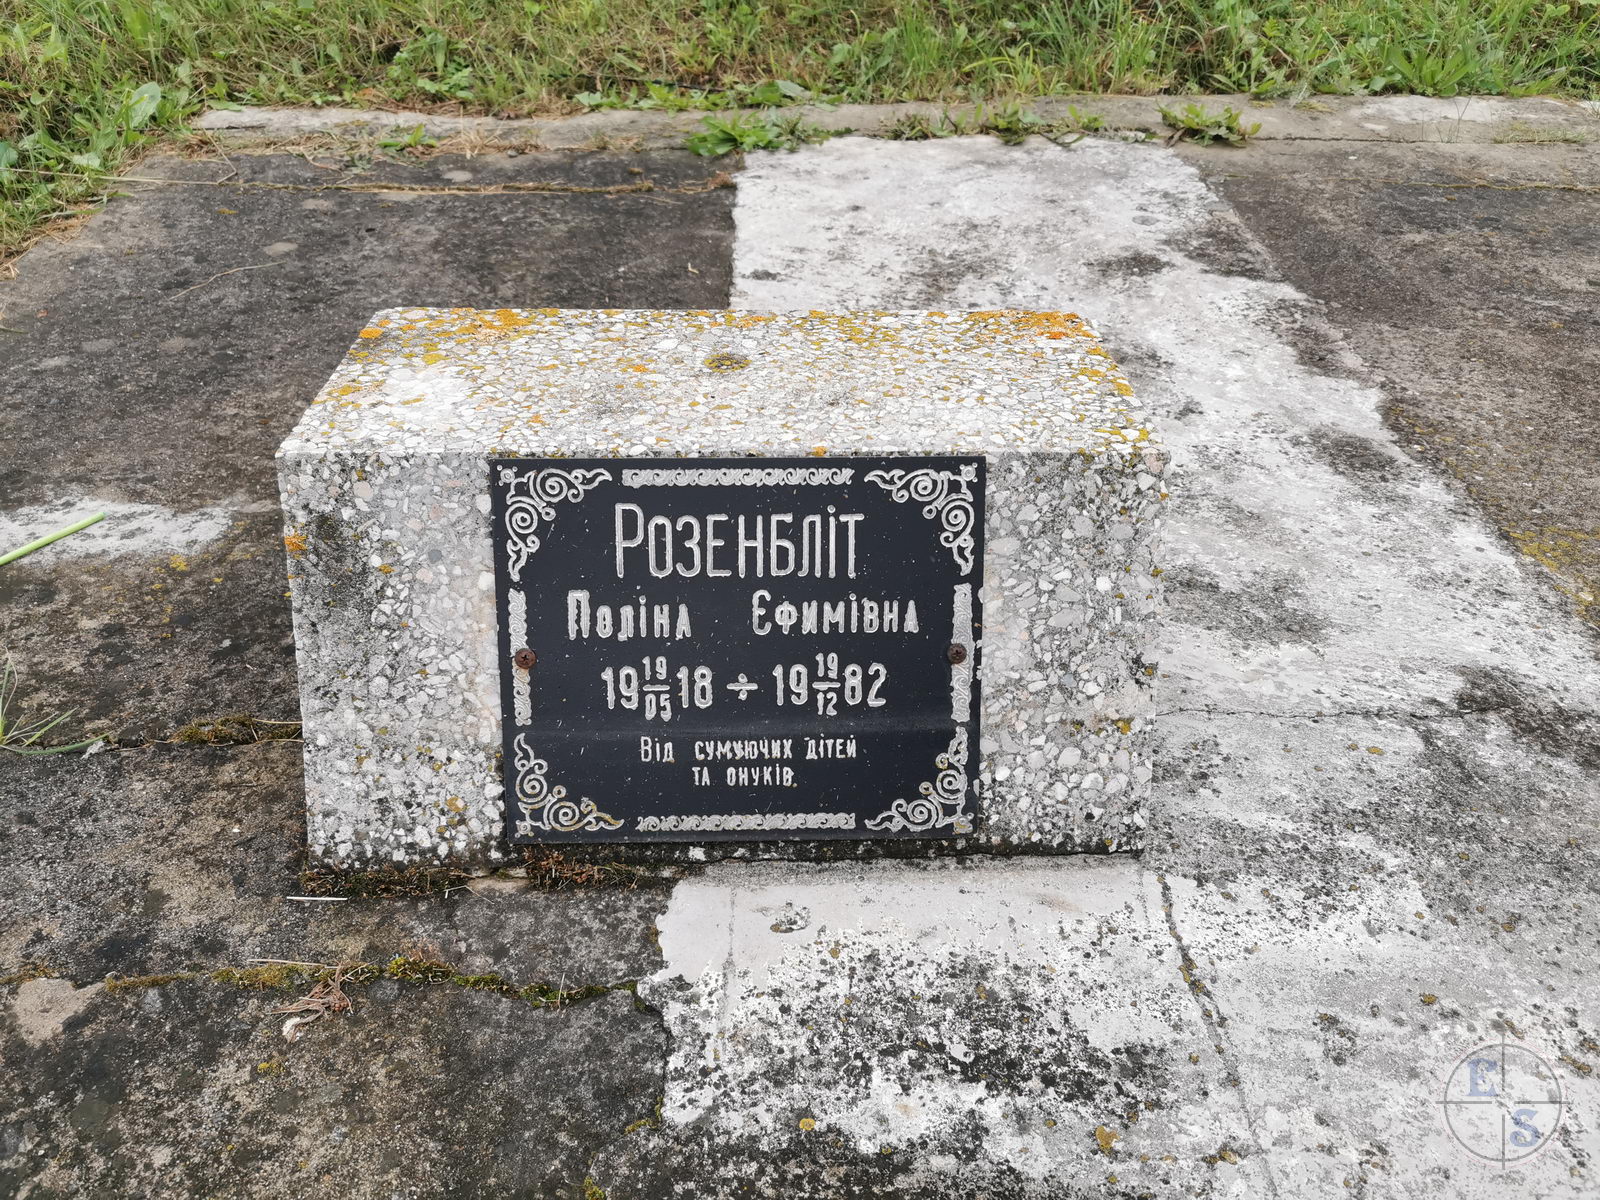 РОЗЕНБЛІТ
Поліна Єфимівна
19 19/05 18 ÷ 19 19/12 82
Від сумуючих дітей
та онуків.
E
S